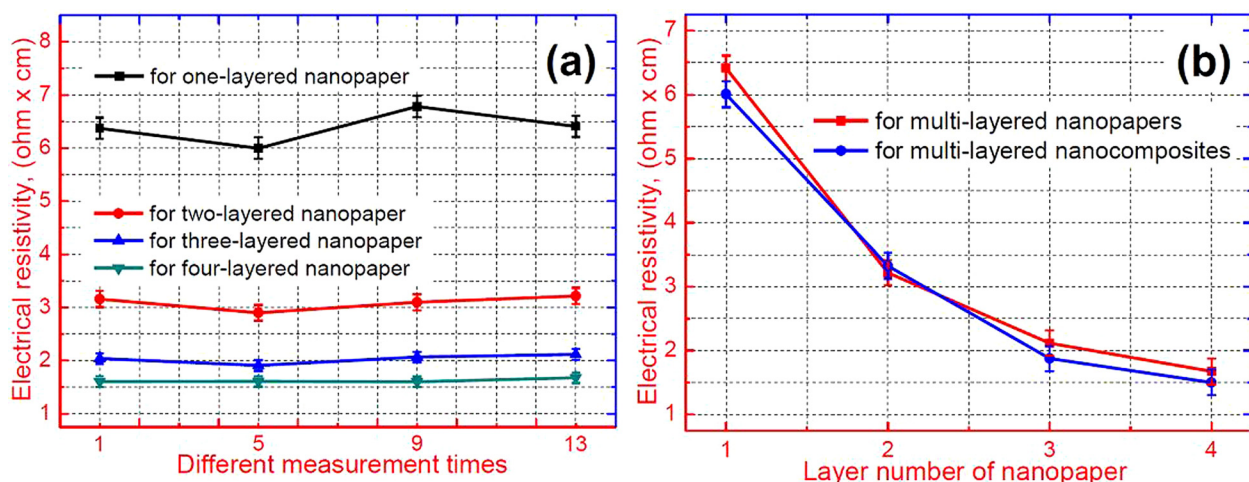 (a)
Electrical resistivity, (ohm x cm)
8
7
6
5
4
3
2
1
for one-layered nanopaper
for two-layered nanopaper
for three-layered nanopaper
for four-layered nanopaper
1 5 9 13
Different measurement times
(b)
Electrical resistivity, (ohm x cm)
7
6
5
4
3
2
1
for multi-layered nanopapers
for multi-layered nanocomposites
1 2 3 4
Layer number of nanopaper